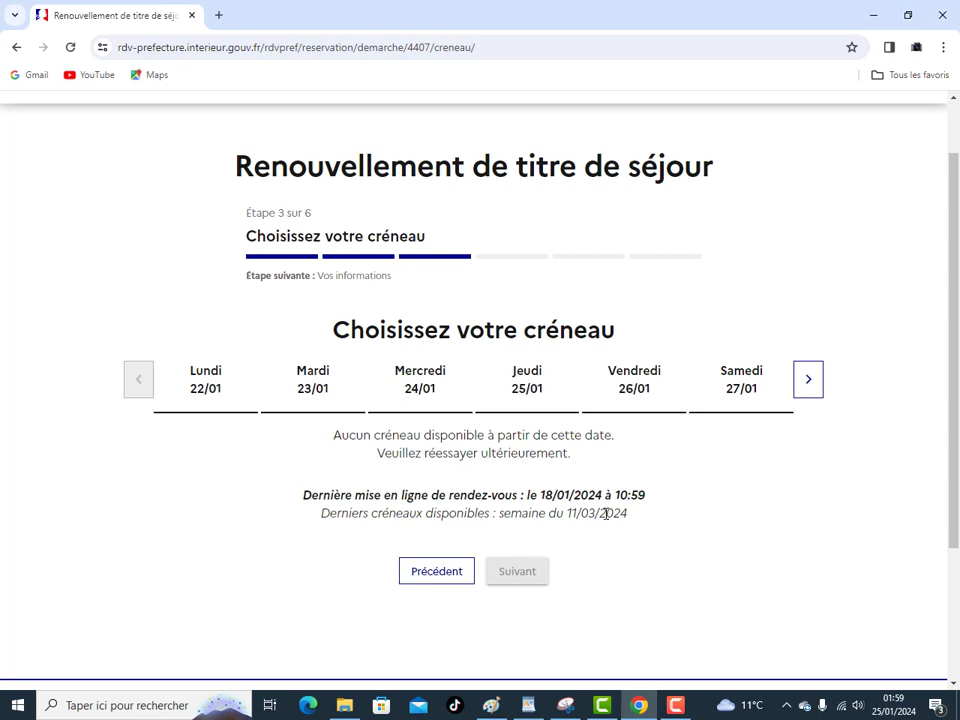 Renouvellement de titre de séjo
rdv-prefecture.interieur.gouv.fr/rdvpref/reservation/demarche/4407/creneau/
Gmail
YouTube
Maps
Tous les favoris
Renouvellement de titre de séjour
Étape 3 sur 6
Choisissez votre créneau
Étape suivante : Vos informations
Choisissez votre créneau
Lundi Mardi Mercredi Jeudi Vendredi Samedi
22/01 23/01 24/01 25/01 26/01 27/01
Aucun créneau disponible à partir de cette date.
Veuillez réessayer ultérieurement.
Dernière mise en ligne de rendez-vous : le 18/01/2024 à 10:59
Derniers créneaux disponibles : semaine du 11/03/2024
Précédent
Suivant
Taper ici pour rechercher
11°C
01:59
25/01/2024
3